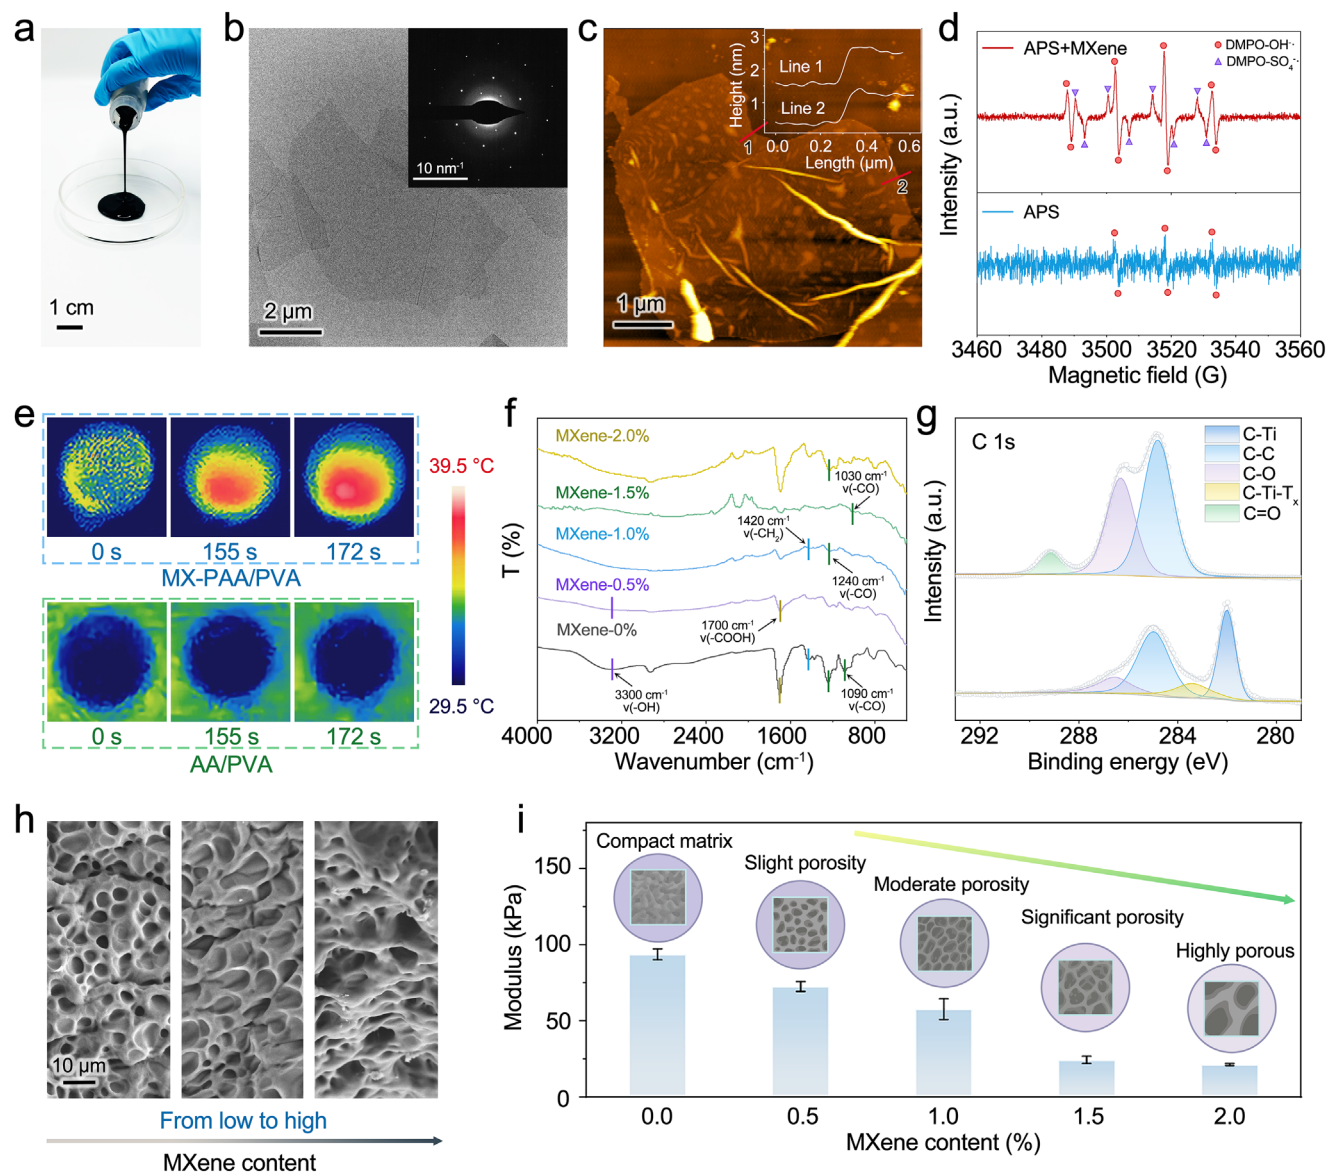 a
1 cm
b
10 nm-1
2 µm
c
Height (nm)
3
2
1
Line 1
Line 2
0.0 0.2 0.4 0.6
Length (µm)
1
2
1 µm
d
Intensity (a.u.)
APS+MXene
DMPO-OH··
DMPO-SO4-·
APS
3460 3480 3500 3520 3540 3560
Magnetic field (G)
e
0 s 155 s 172 s
MX-PAA/PVA
39.5 °C
29.5 °C
0 s 155 s 172 s
AA/PVA
f
T (%)
MXene-2.0%
1030 cm-1
v(-CO)
MXene-1.5%
1420 cm-1
v(-CH2)
MXene-1.0%
1240 cm-1
v(-CO)
MXene-0.5%
1700 cm-1
v(-COOH)
MXene-0%
3300 cm-1
v(-OH)
1090 cm-1
v(-CO)
4000 3200 2400 1600 800
Wavenumber (cm-1)
g
Intensity (a.u.)
C 1s
C-Ti
C-C
C-O
C-Ti-Tx
C=O
292 288 284 280
Binding energy (eV)
h
10 µm
From low to high
MXene content
i
Modulus (kPa)
150
100
50
0
Compact matrix
Slight porosity
Moderate porosity
Significant porosity
Highly porous
0.0 0.5 1.0 1.5 2.0
MXene content (%)